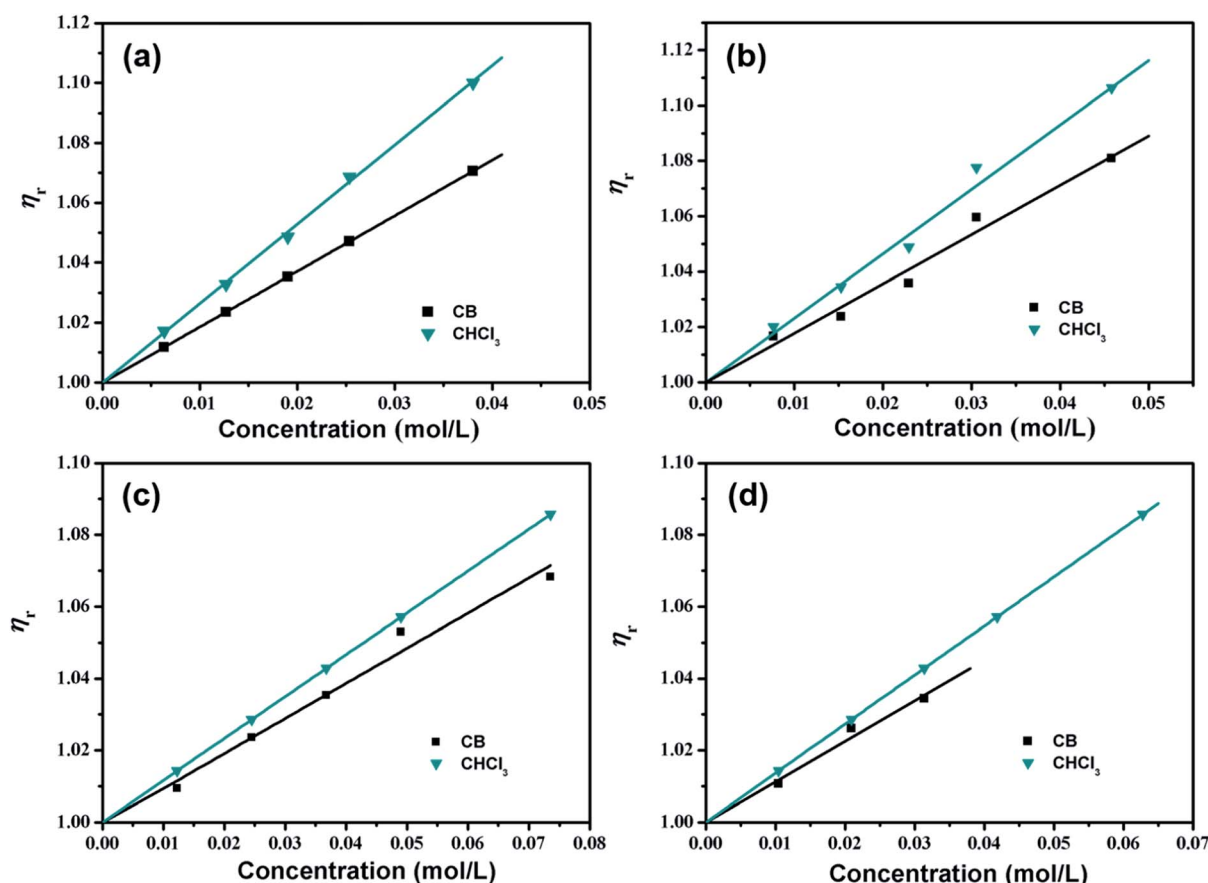 (a)
1.12
1.10
1.08
1.06
1.04
1.02
1.00
ηr
CB
CHCl3
0.00 0.01 0.02 0.03 0.04 0.05
Concentration (mol/L)
(b)
1.12
1.10
1.08
1.06
1.04
1.02
1.00
ηr
CB
CHCl3
0.00 0.01 0.02 0.03 0.04 0.05
Concentration (mol/L)
(c)
1.10
1.08
1.06
1.04
1.02
1.00
ηr
CB
CHCl3
0.00 0.01 0.02 0.03 0.04 0.05 0.06 0.07 0.08
Concentration (mol/L)
(d)
1.10
1.08
1.06
1.04
1.02
1.00
ηr
CB
CHCl3
0.00 0.01 0.02 0.03 0.04 0.05 0.06 0.07
Concentration (mol/L)